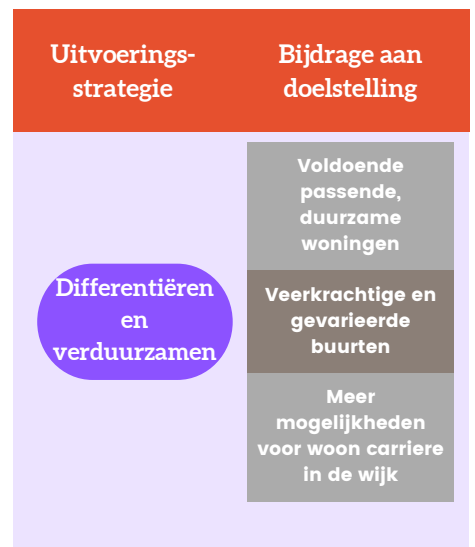 Uitvoerings-
strategie
Bijdrage aan
doelstelling
Differentiëren
en
verduurzamen
Voldoende
passende,
duurzame
woningen
Veerkrachtige en
gevarieerde
buurten
Meer
mogelijkheden
voor woon carriere
in de wijk